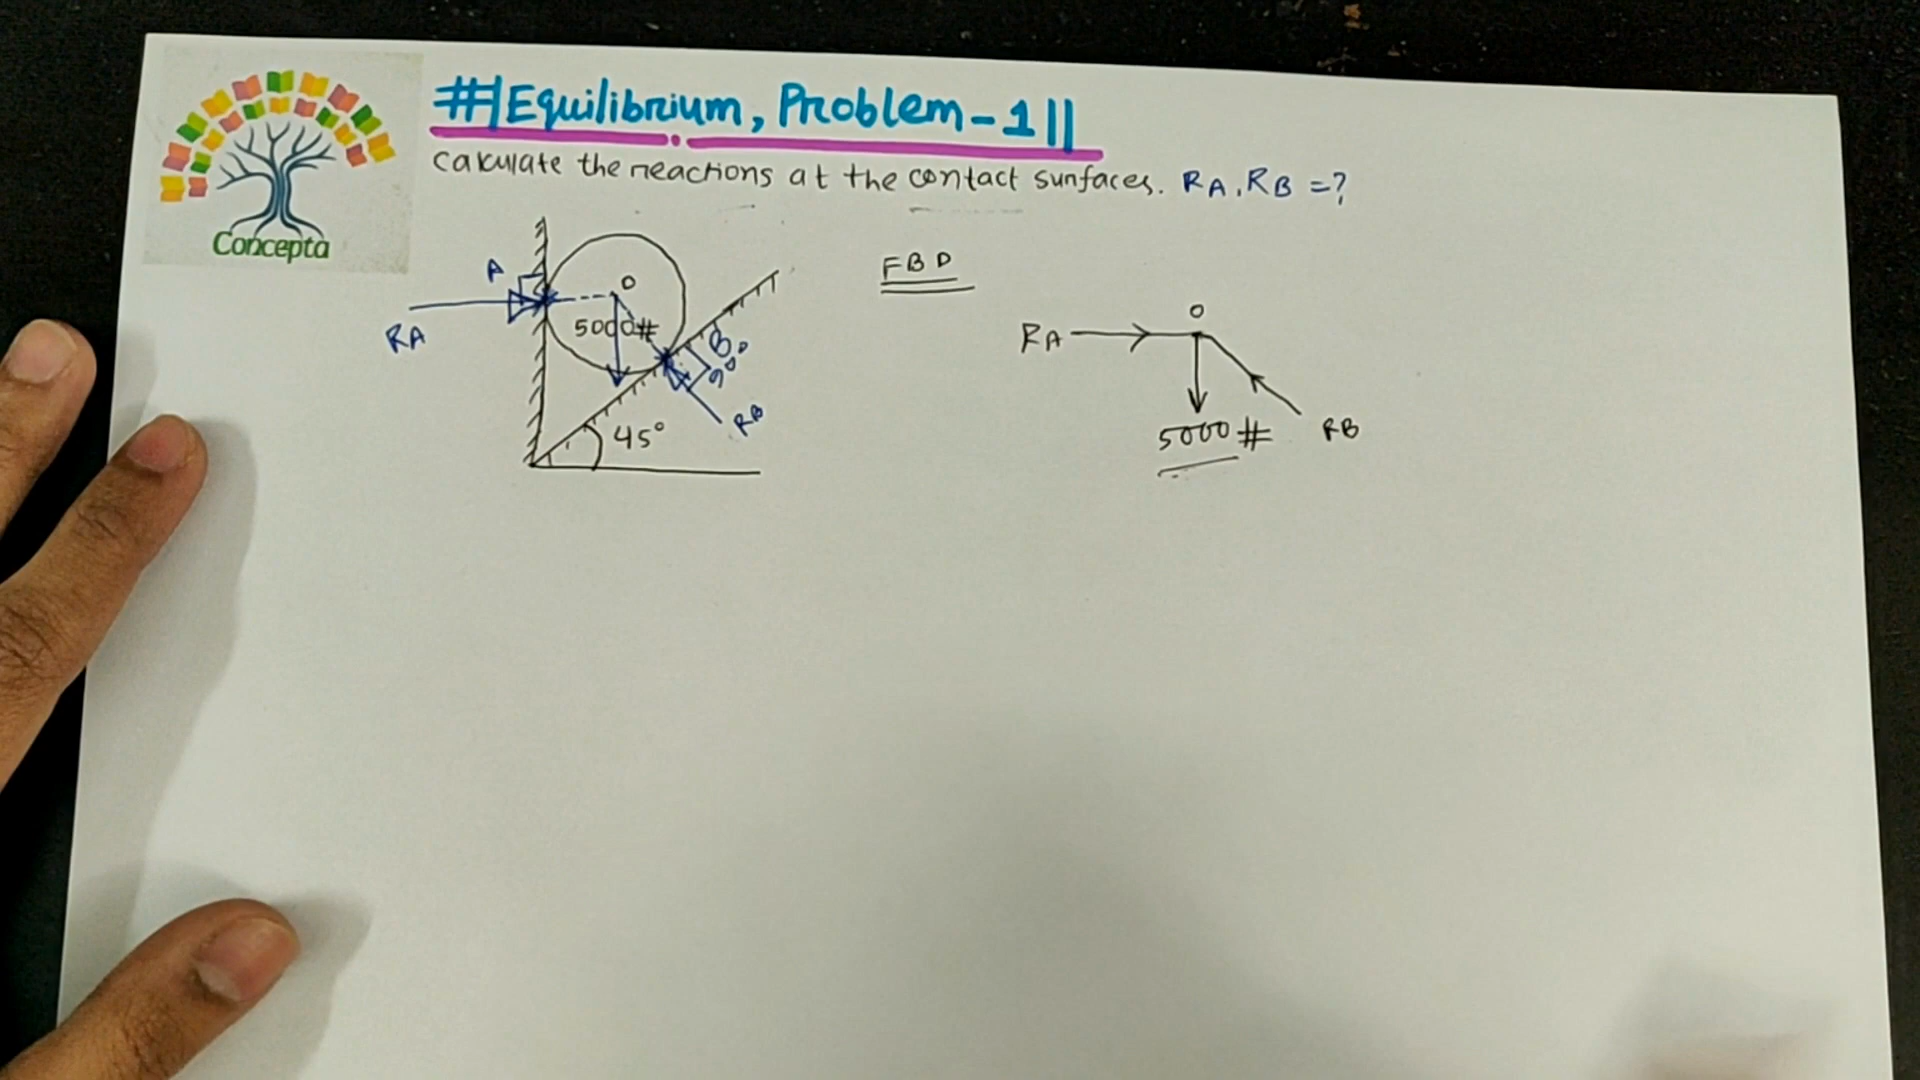 #|Equilibrium, Problem-1||
calculate the reactions at the contact surfaces. RA, RB =?
Concepta
A
O
FBD
RA
5000#
B
90°
RB
45°
O
RA
5000#
RB